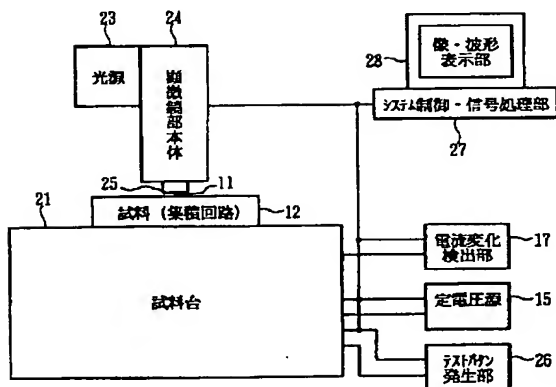 23
24
光源
顕微鏡部本体
28
像・波形
表示部
システム制御・信号処理部
27
25
11
21
試料（集積回路）
12
試料台
電流変化
検出部
17
定電圧源
15
テストパタン
発生部
26